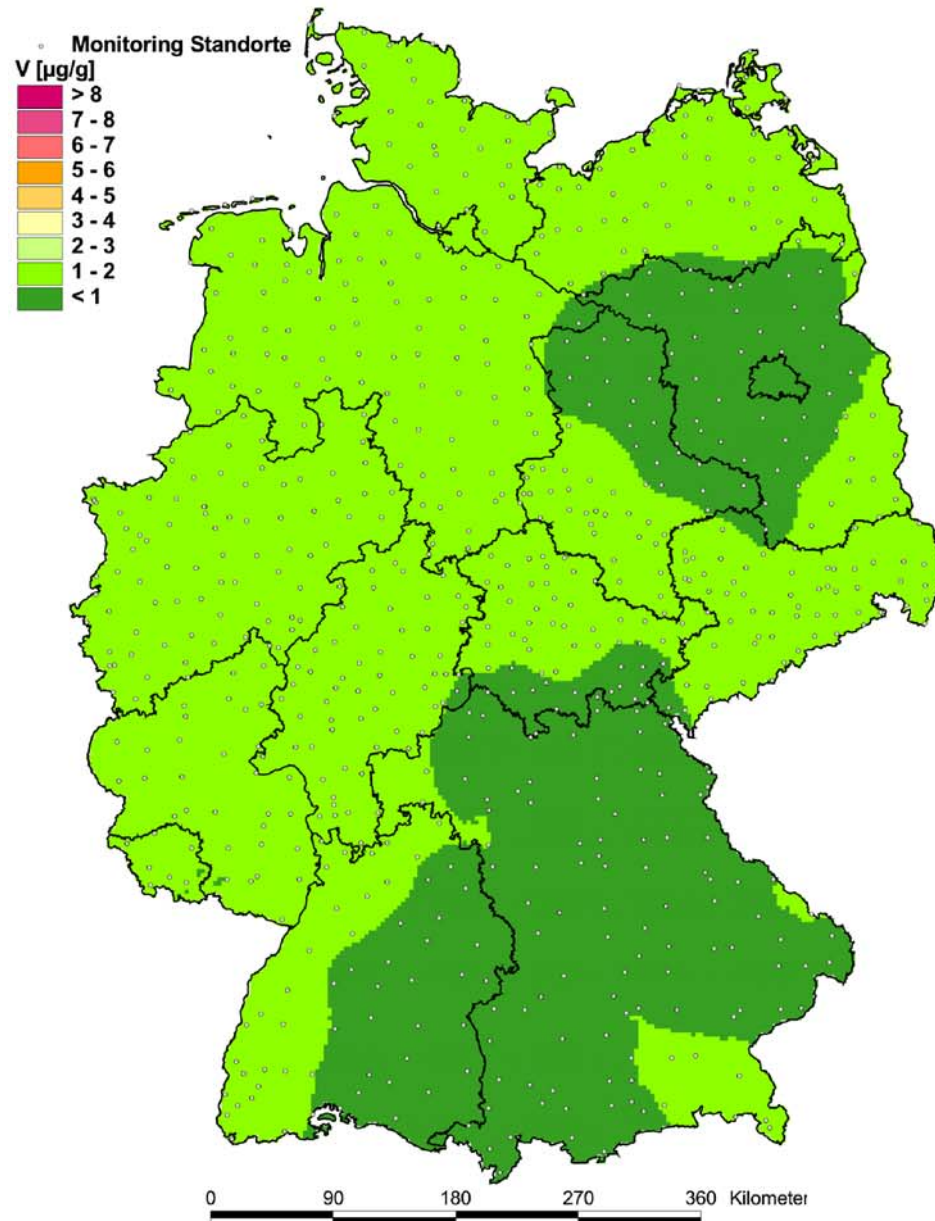 Monitoring Standorte
V [µg/g]
> 8
7 - 8
6 - 7
5 - 6
4 - 5
3 - 4
2 - 3
1 - 2
< 1
0 90 180 270 360 Kilometer